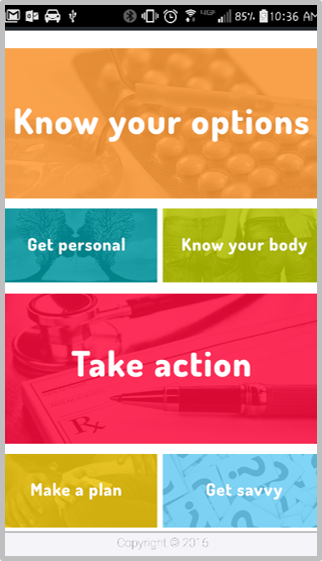 85% 10:36 AM
Know your options
Get personal
Know your body
Take action
Rx
Make a plan
Get savvy
Copyright © 2016